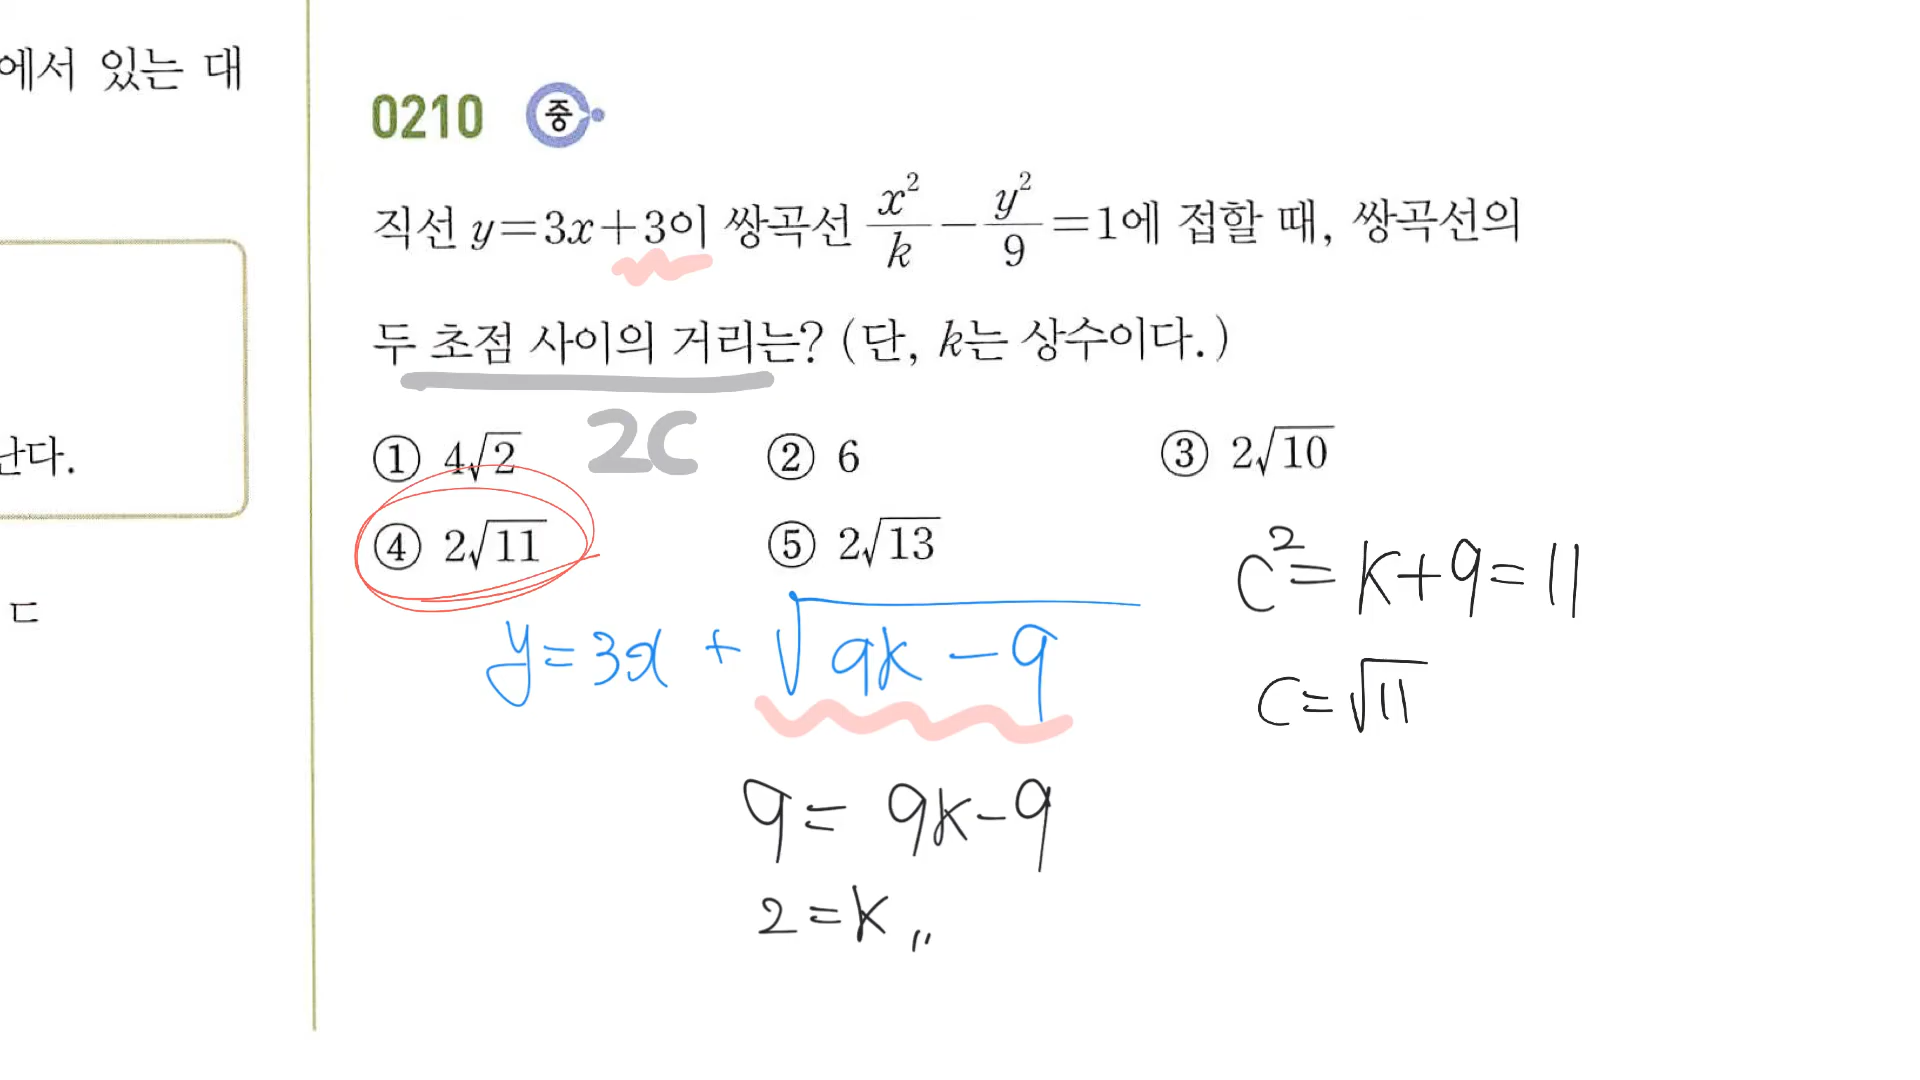 에서 있는 대
난다.
ㄷ
0210 중
직선 y=3x+3이 쌍곡선 x²/k - y²/9 =1에 접할 때, 쌍곡선의
두 초점 사이의 거리는? (단, k는 상수이다.)
2C
① 4√2 ② 6 ③ 2√10
④ 2√11 ⑤ 2√13
y=3x + √(9k-9)
9= 9k-9
2=k〃
c²=k+9=11
c=√11